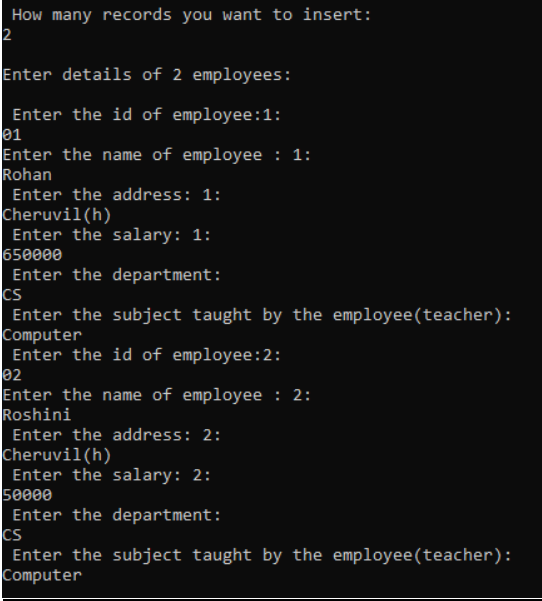 How many records you want to insert:
2
Enter details of 2 employees:
Enter the id of employee:1:
01
Enter the name of employee : 1:
Rohan
Enter the address: 1:
Cheruvil(h)
Enter the salary: 1:
650000
Enter the department:
CS
Enter the subject taught by the employee(teacher):
Computer
Enter the id of employee:2:
02
Enter the name of employee : 2:
Roshini
Enter the address: 2:
Cheruvil(h)
Enter the salary: 2:
50000
Enter the department:
CS
Enter the subject taught by the employee(teacher):
Computer